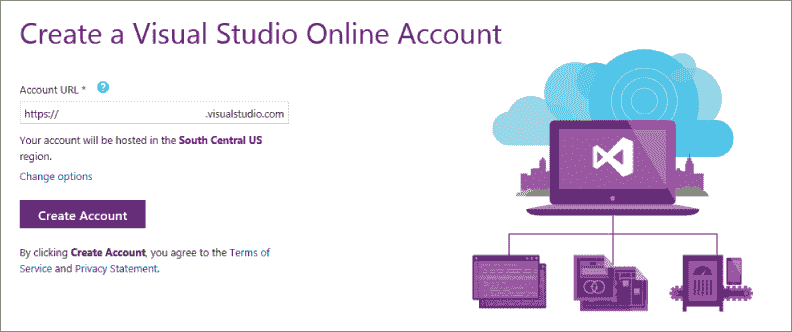 Create a Visual Studio Online Account
Account URL *
?
https://
.visualstudio.com
Your account will be hosted in the South Central US
region.
Change options
Create Account
By clicking Create Account, you agree to the Terms of
Service and Privacy Statement.